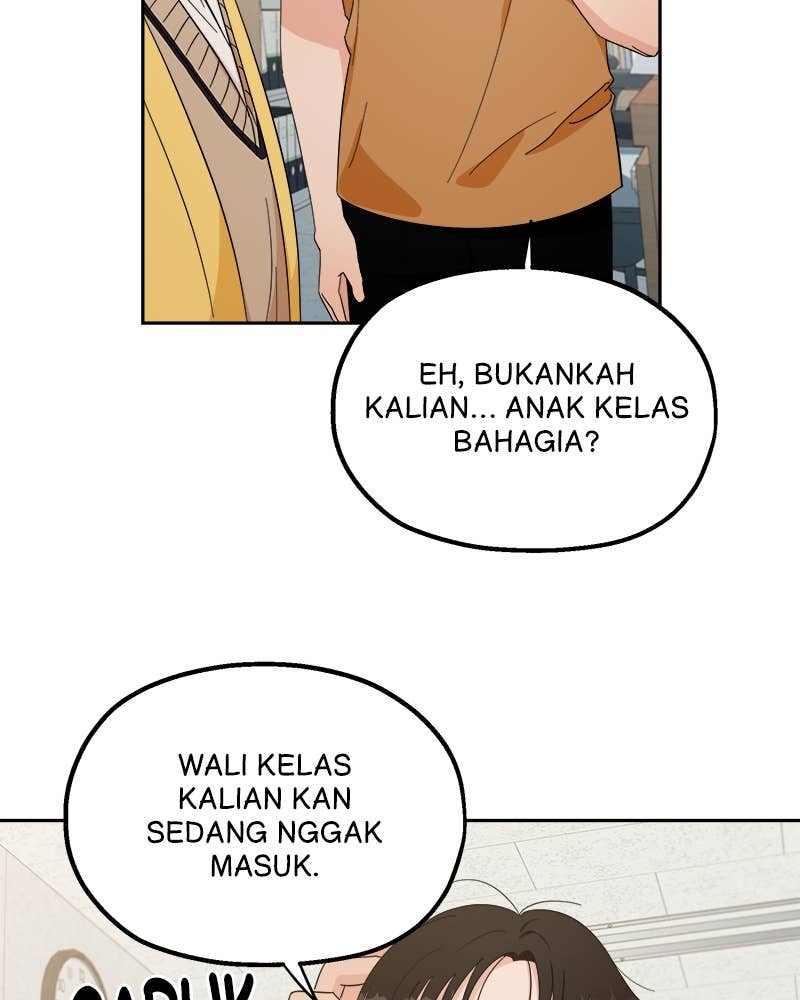 EH, BUKANKAH
KALIAN... ANAK KELAS
BAHAGIA?
WALI KELAS
KALIAN KAN
SEDANG NGGAK
MASUK.